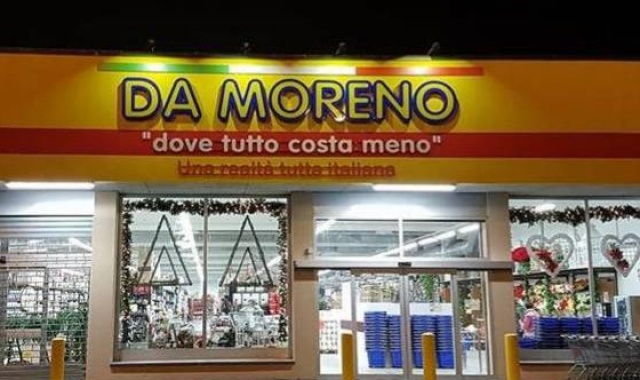 DA MORENO
"dove tutto costa meno"
Una realtà tutta italiana